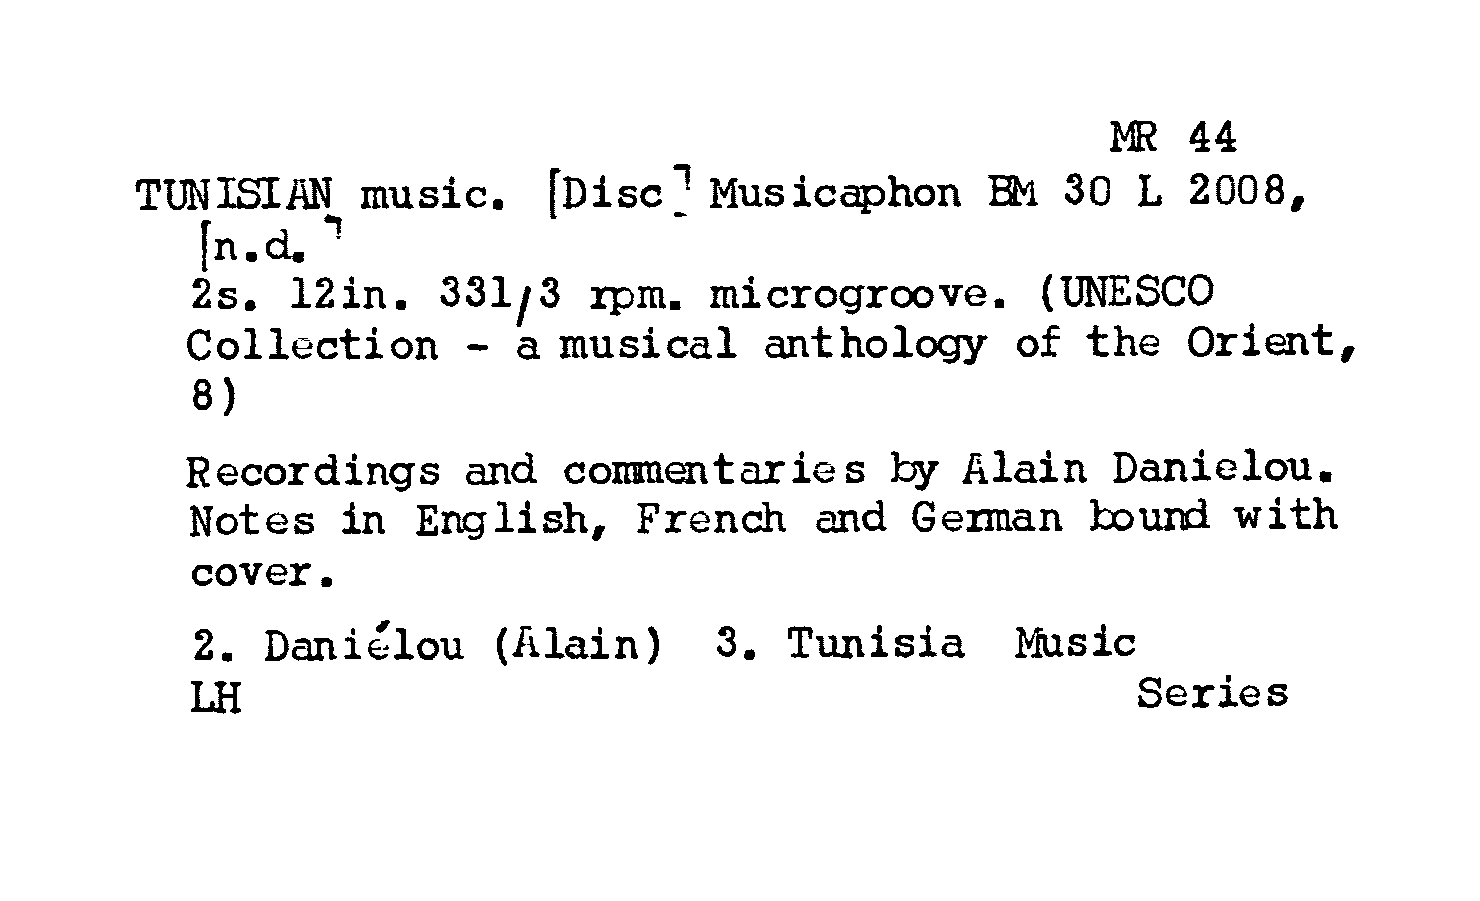 MR 44
TUNISIAN music. [Disc] Musicaphon BM 30 L 2008,
[n.d.]
2s. 12in. 331/3 rpm. microgroove. (UNESCO
Collection - a musical anthology of the Orient,
8)
Recordings and commentaries by Alain Danielou.
Notes in English, French and German bound with
cover.
2. Daniélou (Alain) 3. Tunisia Music
LH Series